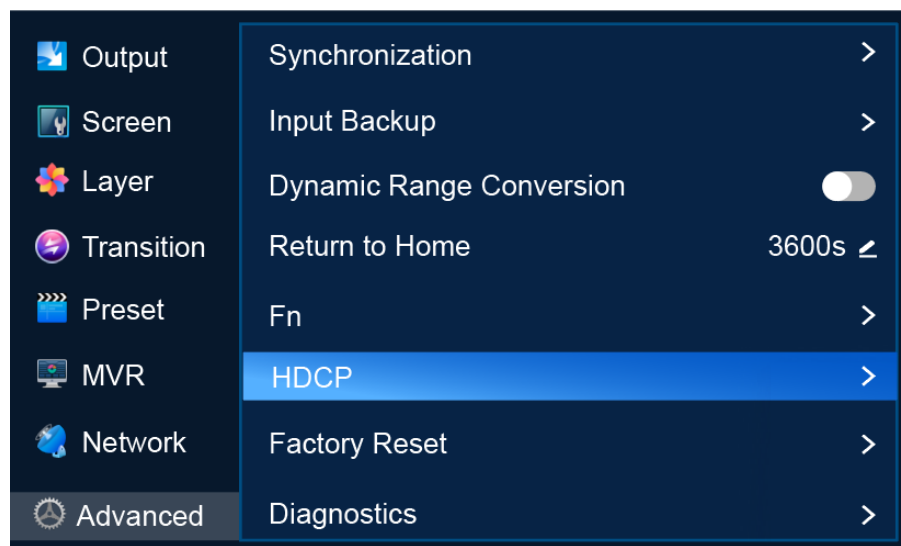 Output
Screen
Layer
Transition
Preset
MVR
Network
Advanced
Synchronization
Input Backup
Dynamic Range Conversion
Return to Home 3600s
Fn
HDCP
Factory Reset
Diagnostics